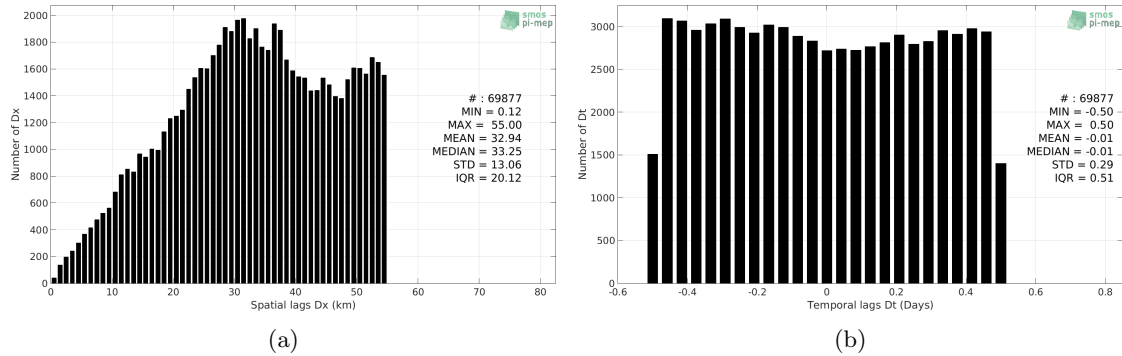 smos
pi-mep
2000
1800
1600
1400
1200
1000
800
600
400
200
0
Number of Dx
# : 69877
MIN = 0.12
MAX = 55.00
MEAN = 32.94
MEDIAN = 33.25
STD = 13.06
IQR = 20.12
0 10 20 30 40 50 60 70 80
Spatial lags Dx (km)
(a)
smos
pi-mep
3000
2500
2000
1500
1000
500
0
Number of Dt
# : 69877
MIN = -0.50
MAX = 0.50
MEAN = -0.01
MEDIAN = -0.01
STD = 0.29
IQR = 0.51
-0.6 -0.4 -0.2 0 0.2 0.4 0.6 0.8
Temporal lags Dt (Days)
(b)